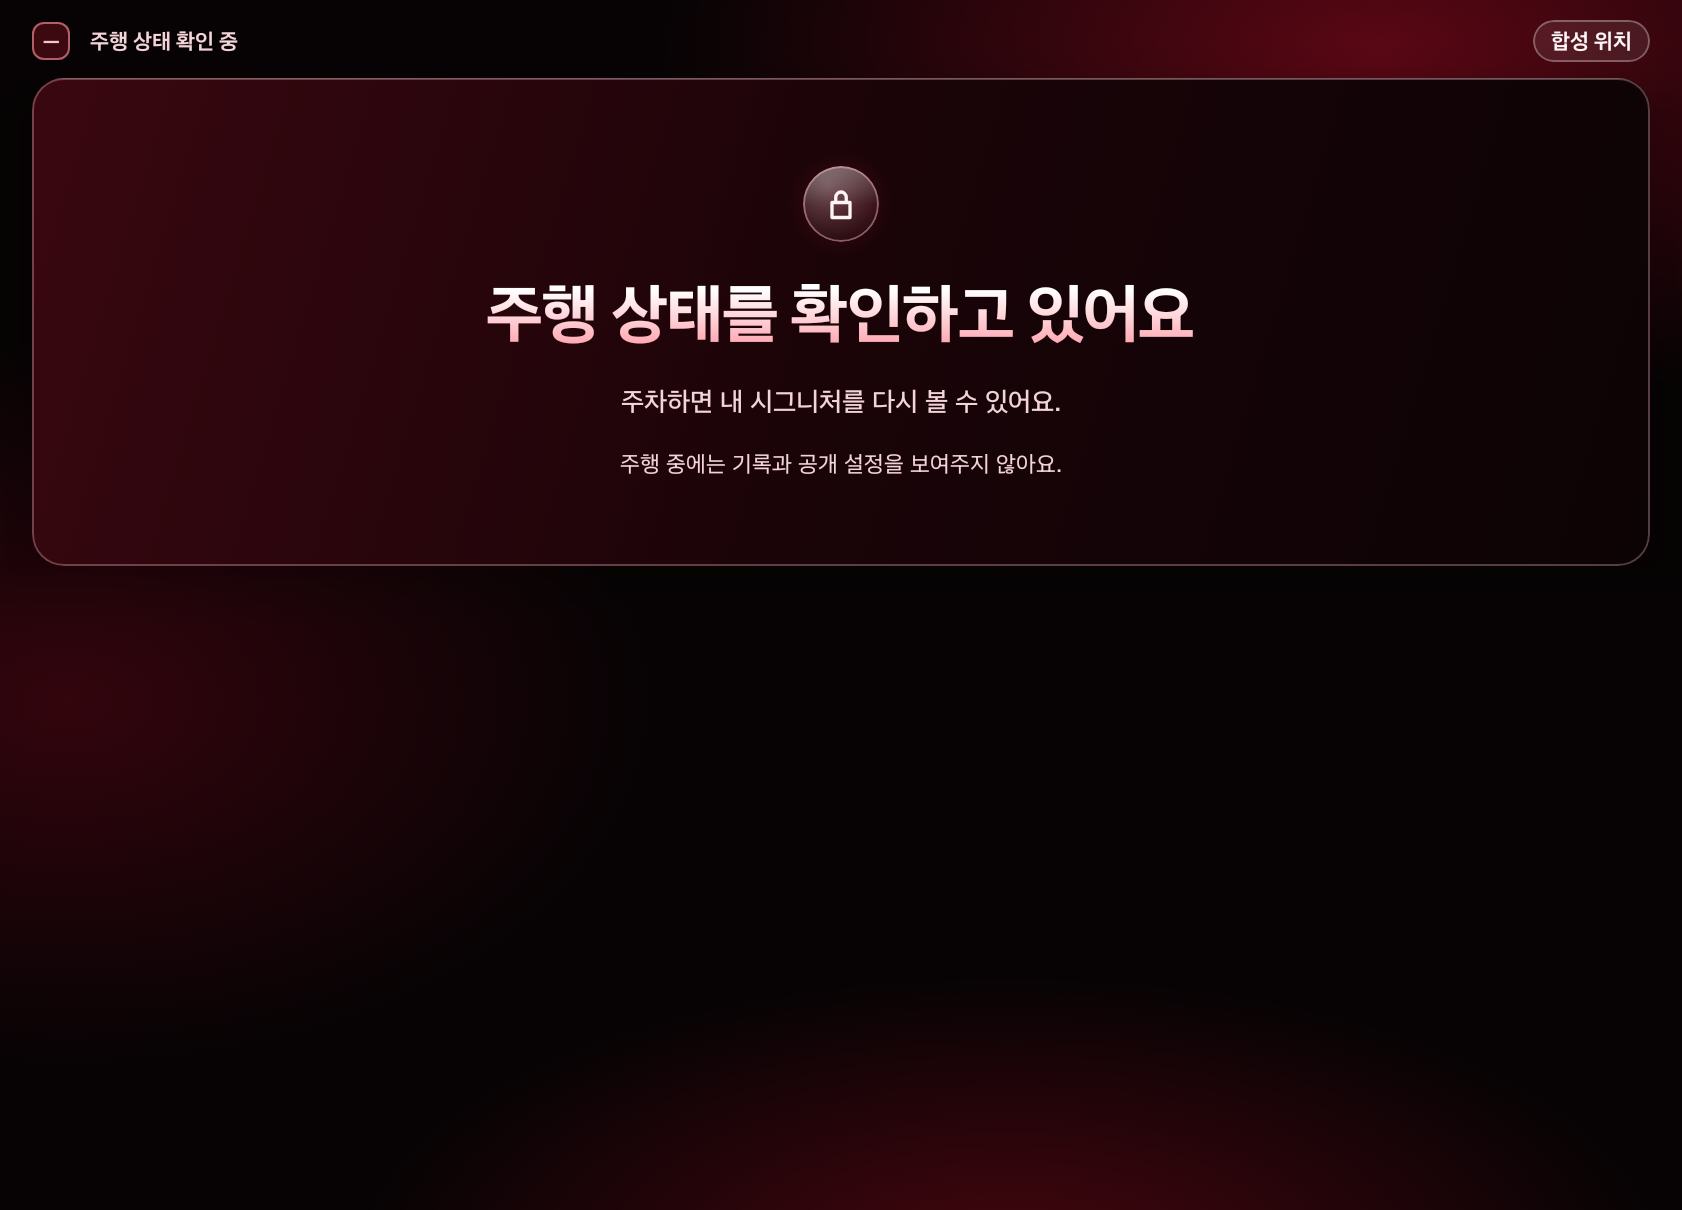 주행 상태 확인 중
합성 위치
주행 상태를 확인하고 있어요
주차하면 내 시그니처를 다시 볼 수 있어요.
주행 중에는 기록과 공개 설정을 보여주지 않아요.